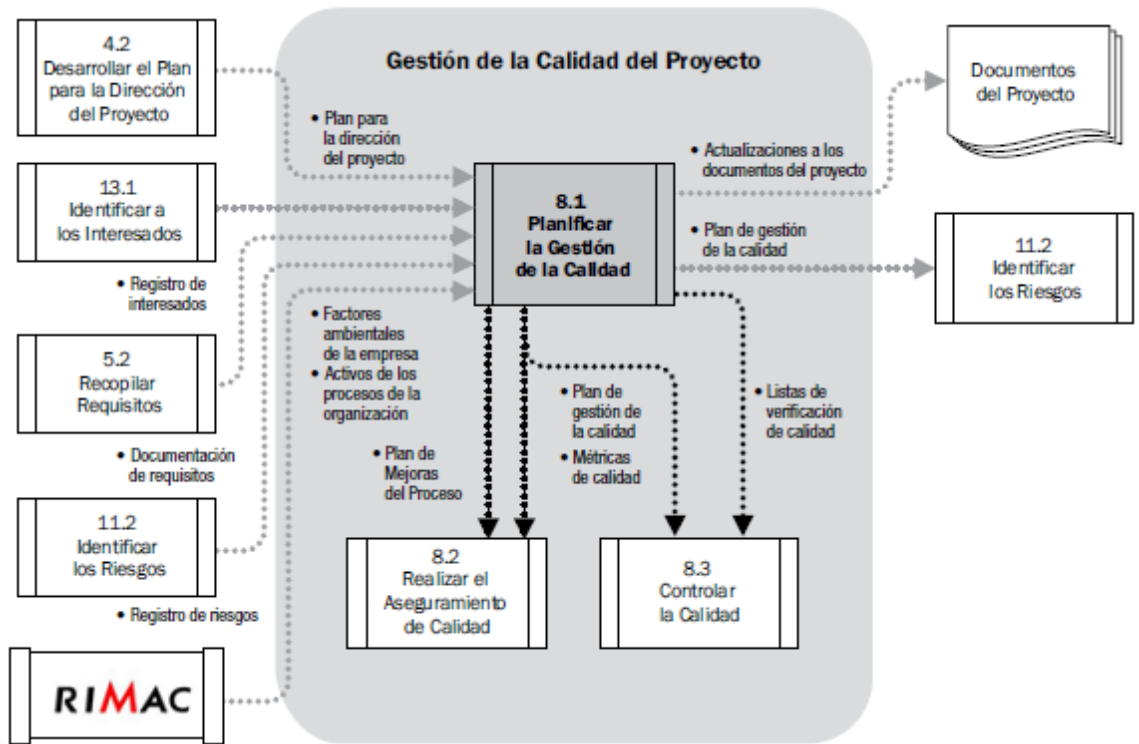 Gestión de la Calidad del Proyecto
4.2
Desarrollar el Plan
para la Dirección
del Proyecto
• Plan para
la dirección
del proyecto
13.1
Identificar a
los Interesados
• Registro de
interesados
5.2
Recopilar
Requisitos
• Documentación
de requisitos
11.2
Identificar
los Riesgos
• Registro de riesgos
RIMAC
• Factores
ambientales
de la empresa
• Activos de los
procesos de la
organización
8.1
Planificar
la Gestión
de la Calidad
• Actualizaciones a los
documentos del proyecto
Documentos
del Proyecto
• Plan de gestión
de la calidad
11.2
Identificar
los Riesgos
• Plan de
Mejoras
del Proceso
• Plan de
gestión de
la calidad
• Métricas
de calidad
• Listas de
verificación
de calidad
8.2
Realizar el
Aseguramiento
de Calidad
8.3
Controlar
la Calidad